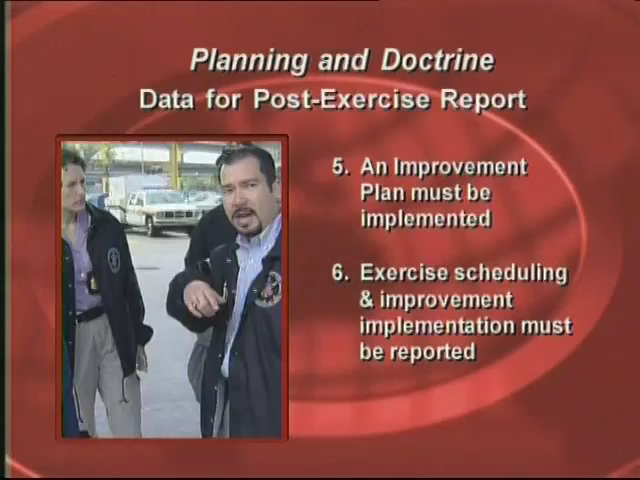 Planning and Doctrine
Data for Post-Exercise Report
5. An Improvement
Plan must be
implemented
6. Exercise scheduling
& improvement
implementation must
be reported